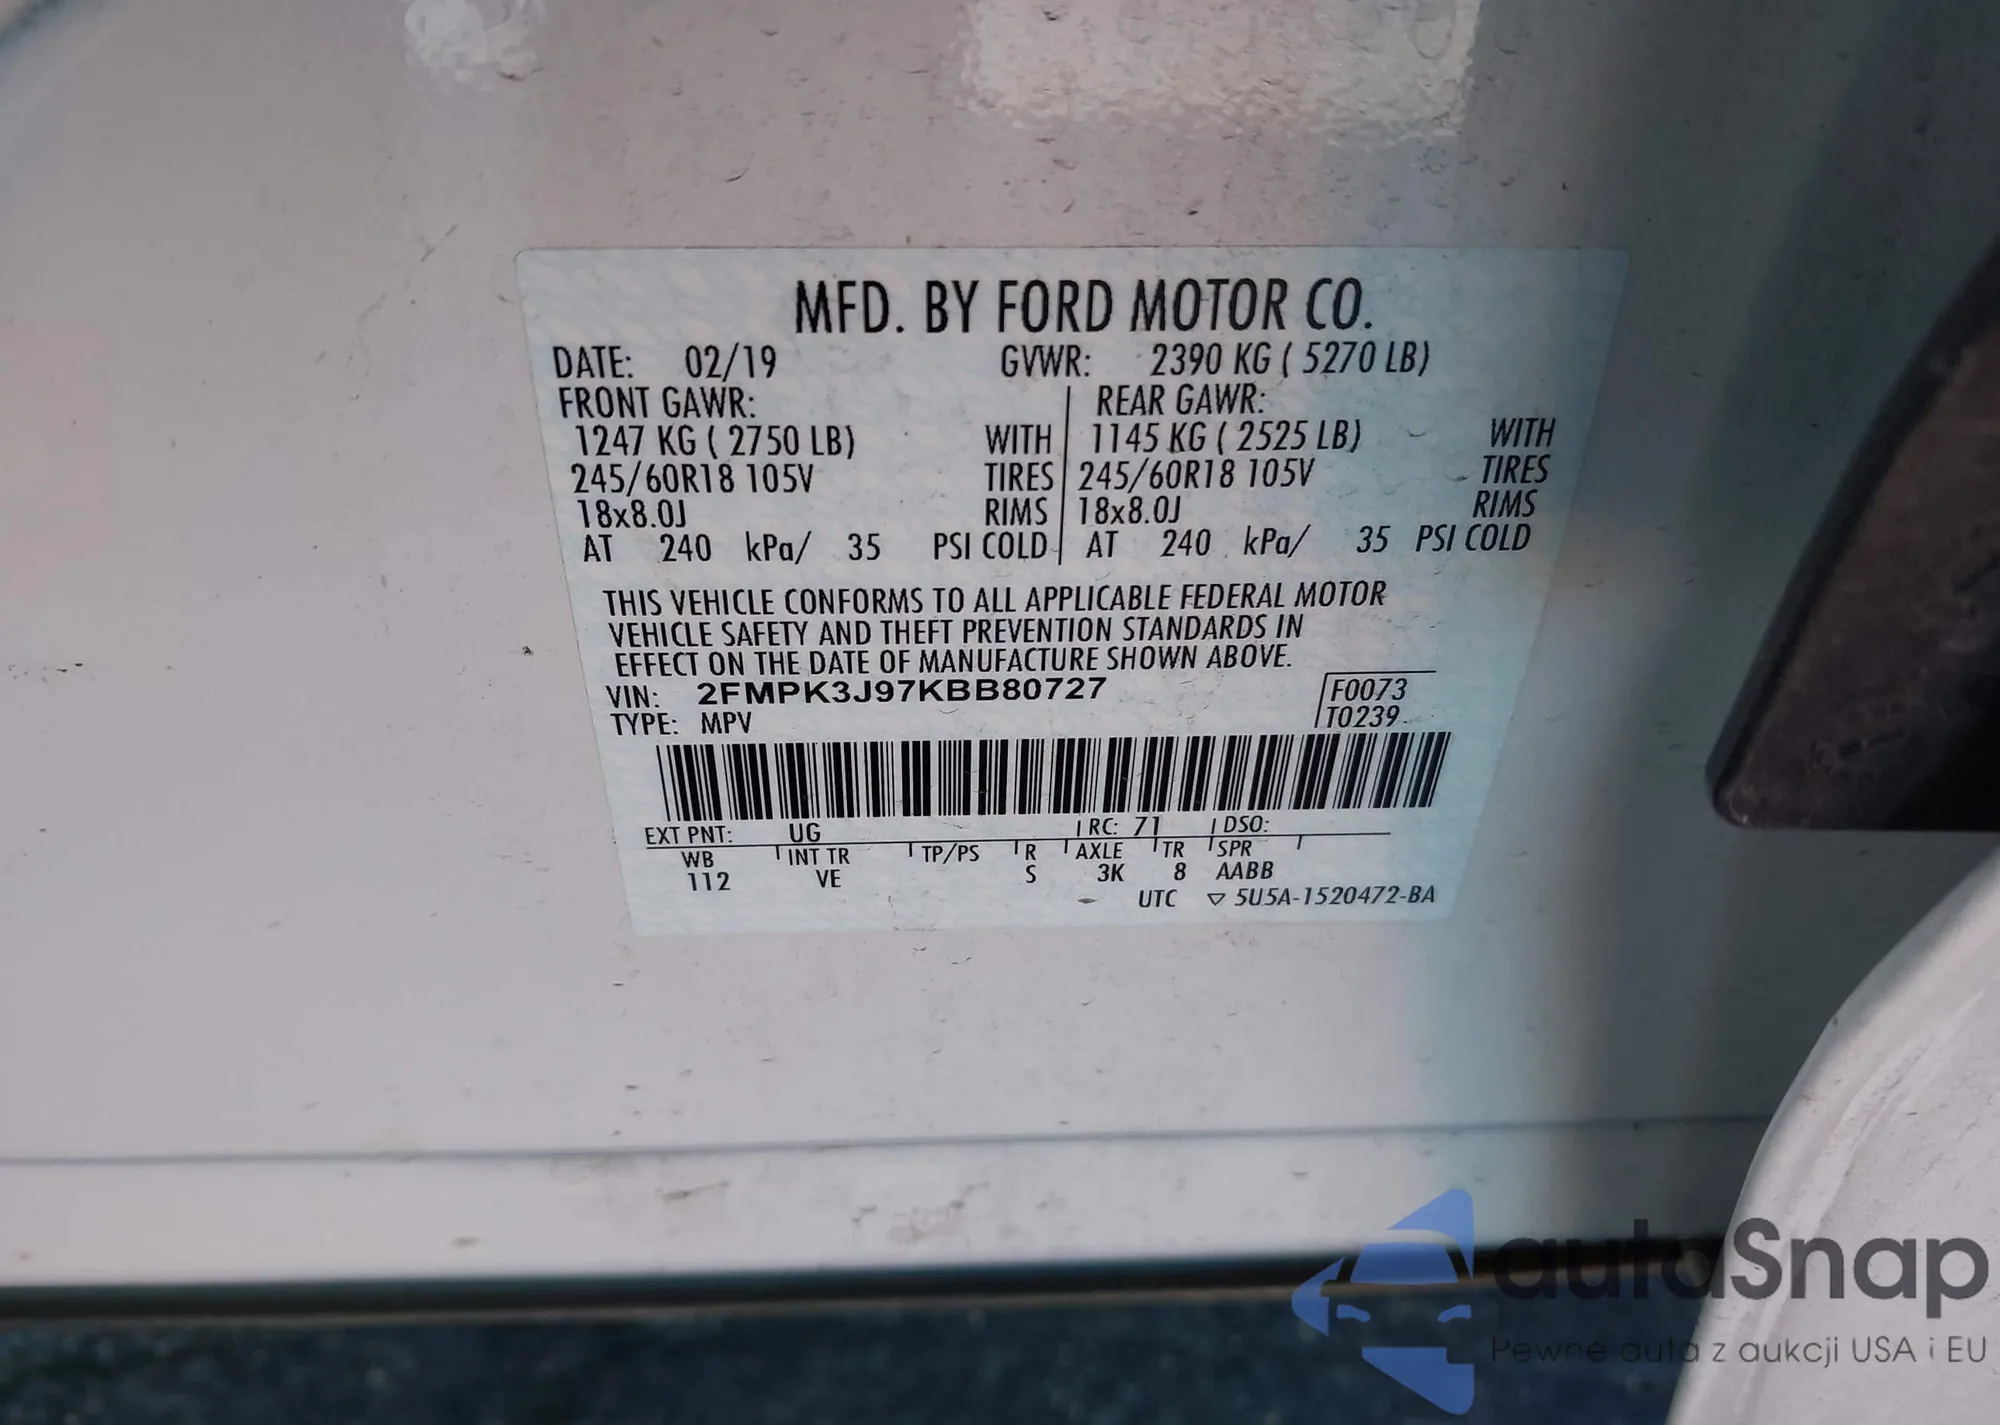 MFD. BY FORD MOTOR CO.
DATE: 02/19 GVWR: 2390 KG ( 5270 LB)
FRONT GAWR: REAR GAWR:
1247 KG ( 2750 LB) WITH 1145 KG ( 2525 LB) WITH
245/60R18 105V TIRES 245/60R18 105V TIRES
18x8.0J RIMS 18x8.0J RIMS
AT 240 kPa/ 35 PSI COLD AT 240 kPa/ 35 PSI COLD
THIS VEHICLE CONFORMS TO ALL APPLICABLE FEDERAL MOTOR
VEHICLE SAFETY AND THEFT PREVENTION STANDARDS IN
EFFECT ON THE DATE OF MANUFACTURE SHOWN ABOVE.
VIN: 2FMPK3J97KBB80727 F0073
TYPE: MPV T0239
EXT PNT: UG RC: 71 DSO:
WB INT TR TP/PS R AXLE TR SPR
112 VE S 3K 8 AABB
UTC ▽ 5U5A-1520472-BA
autoSnap
Pewne auta z aukcji USA i EU